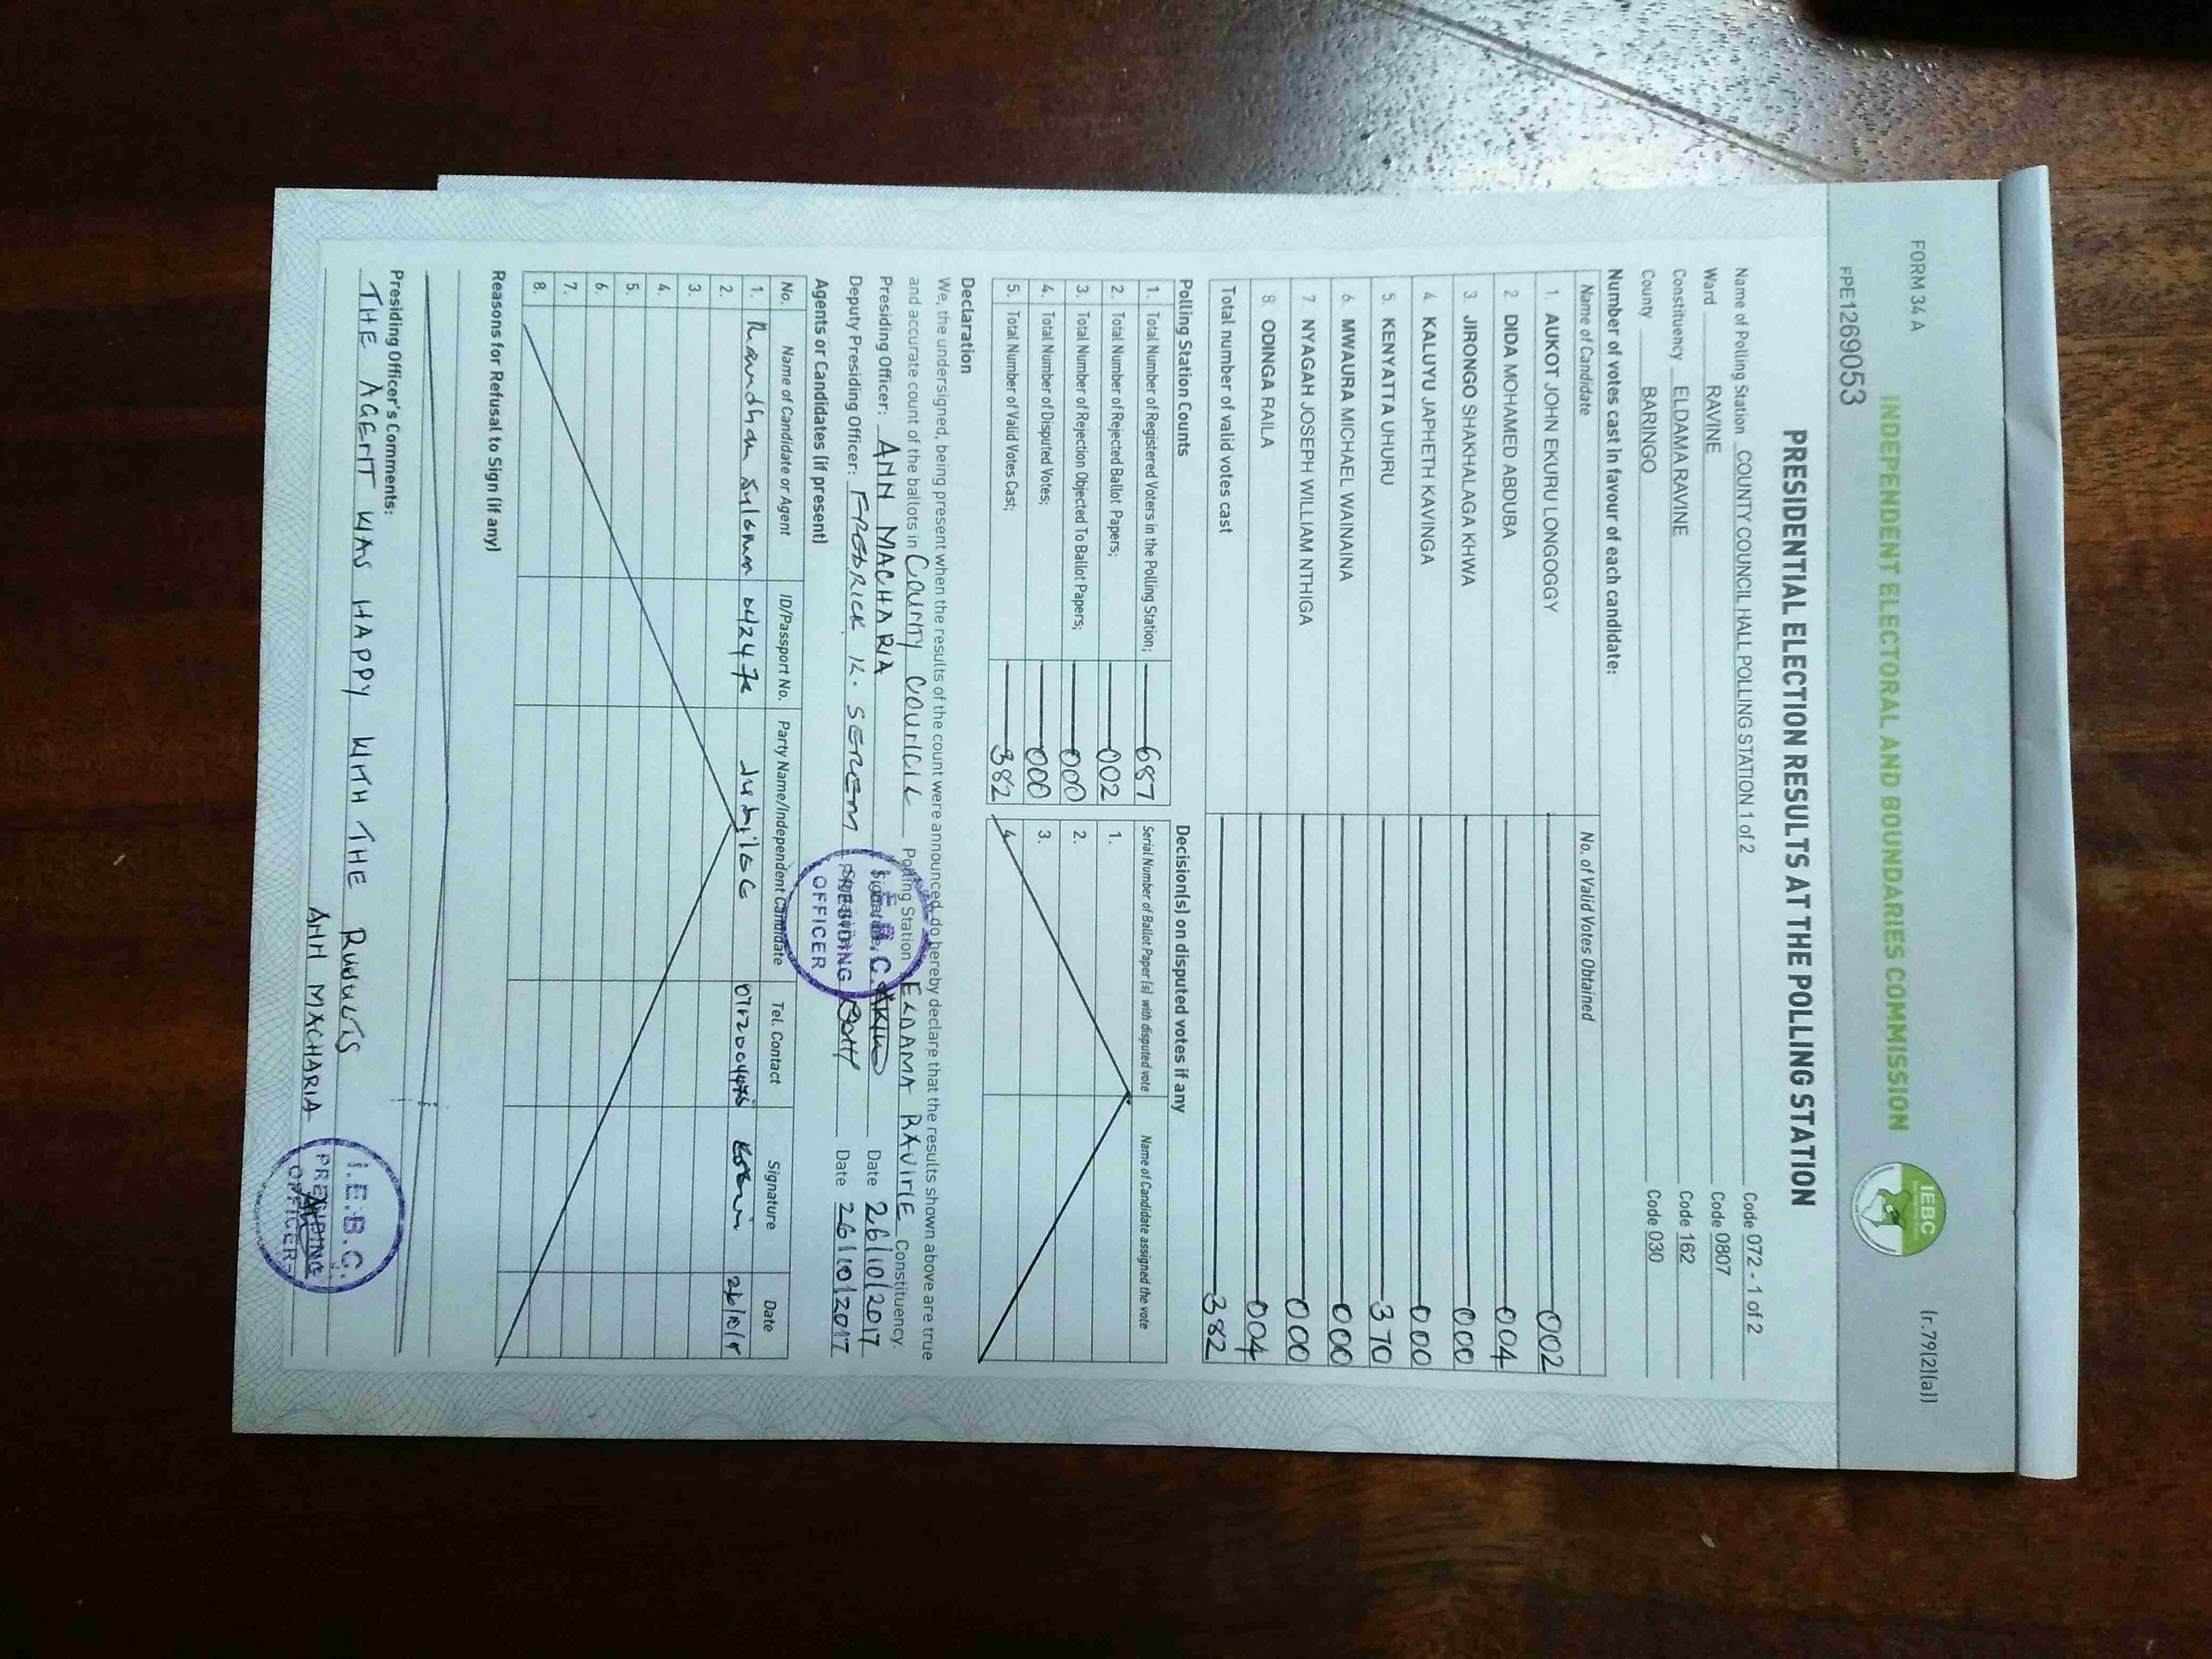 FORM 34 A
(r.79(2)(a))
INDEPENDENT ELECTORAL AND BOUNDARIES COMMISSION
IEBC
FPE1269053
PRESIDENTIAL ELECTION RESULTS AT THE POLLING STATION
Name of Polling Station COUNTY COUNCIL HALL POLLING STATION 1 of 2 Code 072 - 1 of 2
Ward RAVINE Code 0807
Constituency ELDAMA RAVINE Code 162
County BARINGO Code 030
Number of votes cast in favour of each candidate:
Name of Candidate No. of Valid Votes Obtained
1. AUKOT JOHN EKURU LONGOGGY 002
2 DIDA MOHAMED ABDUBA 004
3. JIRONGO SHAKHALAGA KHWA 000
4. KALUYU JAPHETH KAVINGA 000
5. KENYATTA UHURU 370
6. MWAURA MICHAEL WAINAINA 000
7 NYAGAH JOSEPH WILLIAM NTHIGA 000
8. ODINGA RAILA 004
Total number of valid votes cast 382
Polling Station Counts Decision(s) on disputed votes if any
1. Total Number of Registered Voters in the Polling Station; 687 Serial Number of Ballot Paper (s) with disputed vote Name of Candidate assigned the vote
2. Total Number of Rejected Ballot Papers; 002 1.
3. Total Number of Rejection Objected To Ballot Papers; 000 2.
4. Total Number of Disputed Votes; 000 3.
5. Total Number of Valid Votes Cast; 382 4.
Declaration
We, the undersigned, being present when the results of the count were announced, do hereby declare that the results shown above are true
and accurate count of the ballots in COUNTY COUNCIL Polling Station ELDAMA RAVINE Constituency.
Presiding Officer: ANN MACHARIA Signature Date 26/10/2017
Deputy Presiding Officer: FREDRICK K. SEREM Signature Date 26/10/2017
PRESIDING
OFFICER
Agents or Candidates (if present)
No. Name of Candidate or Agent ID/Passport No. Party Name/Independent Candidate Tel. Contact Signature Date
1. Jubilee 26/10/17
2.
3.
4.
5.
6.
7.
8.
Reasons for Refusal to Sign (if any)
Presiding Officer's Comments:
THE AGENT WAS HAPPY WITH THE RESULTS
ANN MACHARIA
I.E.B.C.
PRESIDING
OFFICER